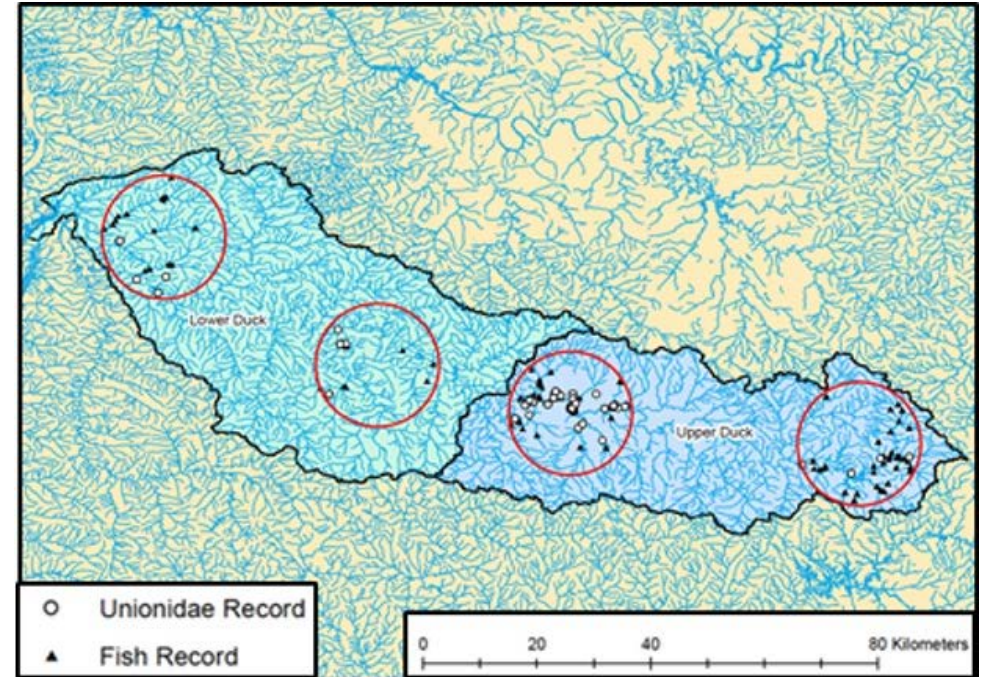 Lower Duck
Upper Duck
Unionidae Record
Fish Record
0 20 40 80 Kilometers